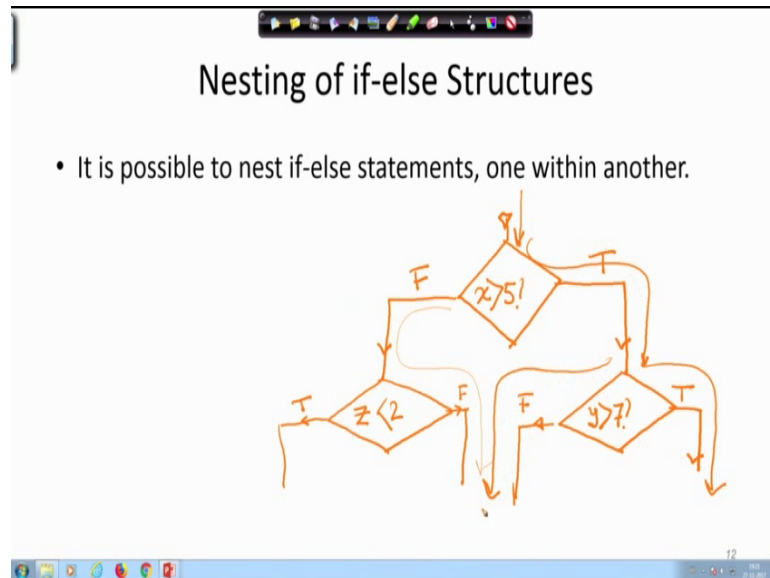 Nesting of if-else Structures
• It is possible to nest if-else statements, one within another.
x>5?
F
T
z<2
T
F
y>7?
F
T
12